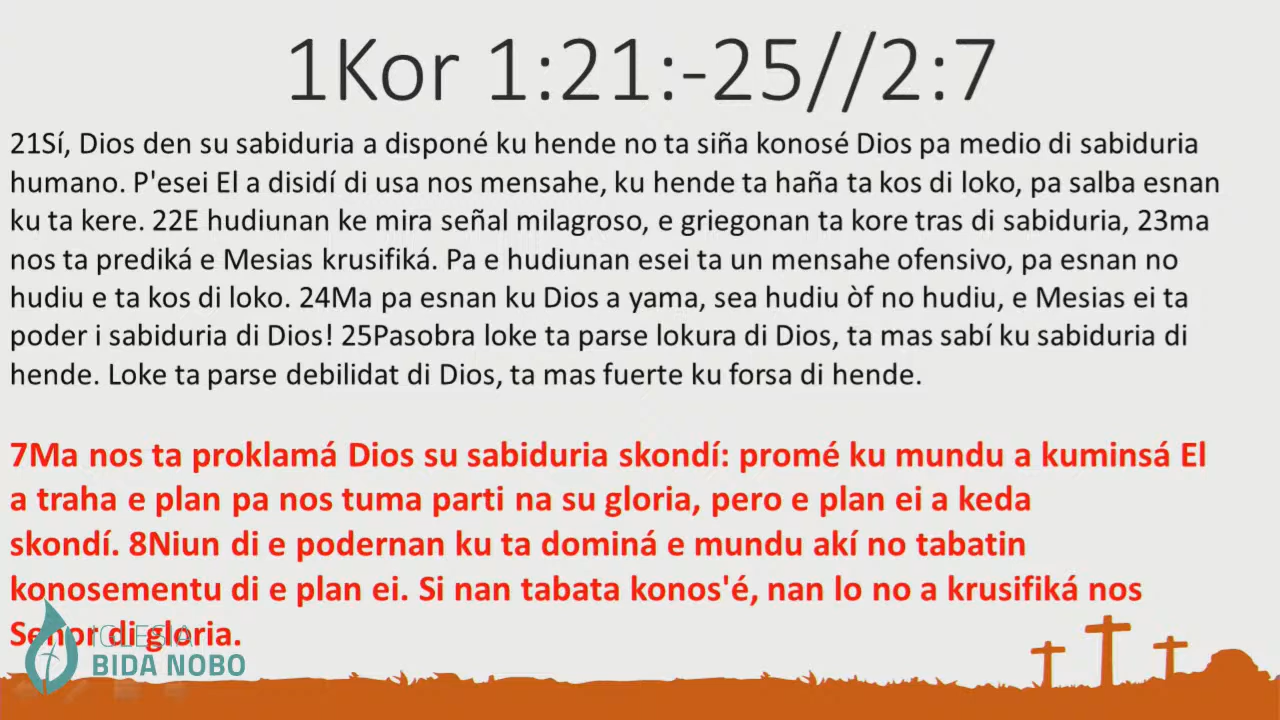 1Kor 1:21:-25//2:7
21Sí, Dios den su sabiduria a disponé ku hende no ta siña konosé Dios pa medio di sabiduria
humano. P'esei El a disidí di usa nos mensahe, ku hende ta haña ta kos di loko, pa salba esnan
ku ta kere. 22E hudiunan ke mira señal milagroso, e griegonan ta kore tras di sabiduria, 23ma
nos ta prediká e Mesias krusifiká. Pa e hudiunan esei ta un mensahe ofensivo, pa esnan no
hudiu e ta kos di loko. 24Ma pa esnan ku Dios a yama, sea hudiu òf no hudiu, e Mesias ei ta
poder i sabiduria di Dios! 25Pasobra loke ta parse lokura di Dios, ta mas sabí ku sabiduria di
hende. Loke ta parse debilidat di Dios, ta mas fuerte ku forsa di hende.
7Ma nos ta proklamá Dios su sabiduria skondí: promé ku mundu a kuminsá El
a traha e plan pa nos tuma parti na su gloria, pero e plan ei a keda
skondí. 8Niun di e podernan ku ta dominá e mundu akí no tabatin
konosementu di e plan ei. Si nan tabata konos'é, nan lo no a krusifiká nos
Señor di gloria.
IGLESIA
BIDA NOBO